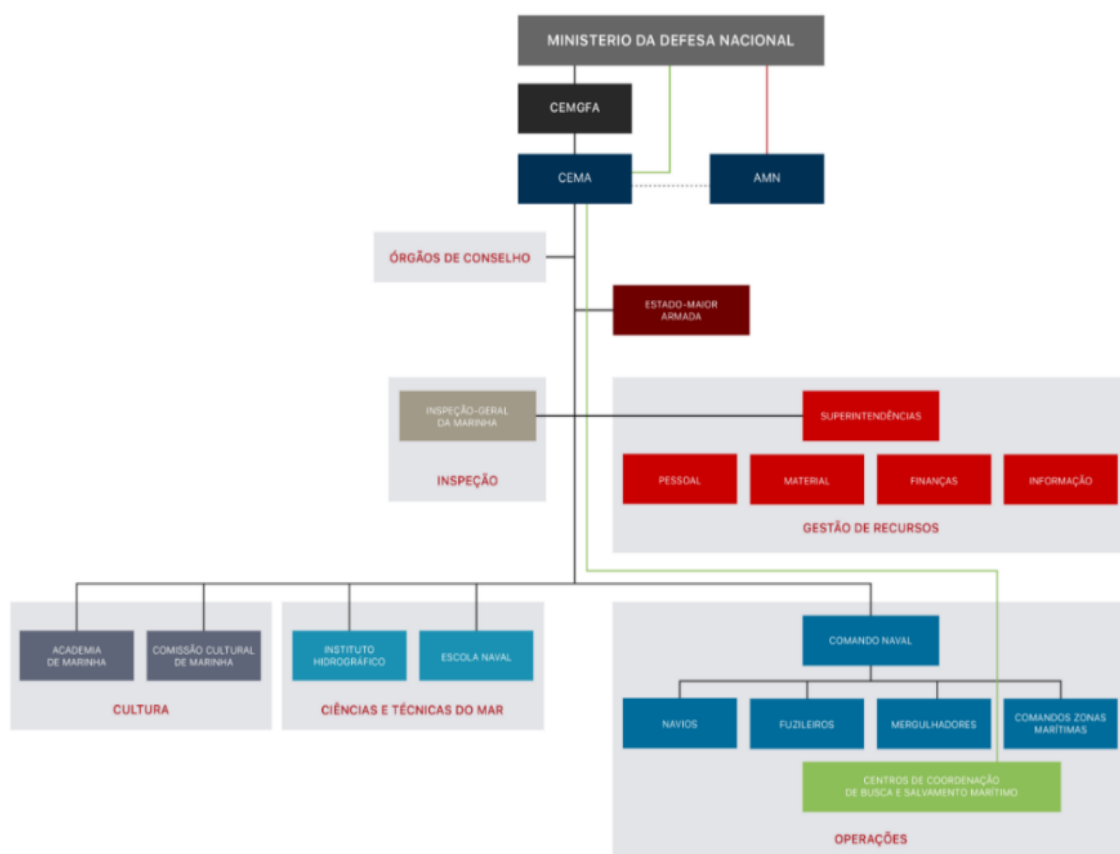 MINISTERIO DA DEFESA NACIONAL
CEMGFA
CEMA
AMN
ÓRGÃOS DE CONSELHO
ESTADO-MAIOR
ARMADA
INSPEÇÃO-GERAL
DA MARINHA
INSPEÇÃO
SUPERINTENDÊNCIAS
PESSOAL
MATERIAL
FINANÇAS
INFORMAÇÃO
GESTÃO DE RECURSOS
ACADEMIA
DE MARINHA
COMISSÃO CULTURAL
DE MARINHA
CULTURA
INSTITUTO
HIDROGRÁFICO
ESCOLA NAVAL
CIÊNCIAS E TÉCNICAS DO MAR
COMANDO NAVAL
NAVIOS
FUZILEIROS
MERGULHADORES
COMANDOS ZONAS
MARÍTIMAS
CENTROS DE COORDENAÇÃO
DE BUSCA E SALVAMENTO MARÍTIMO
OPERAÇÕES